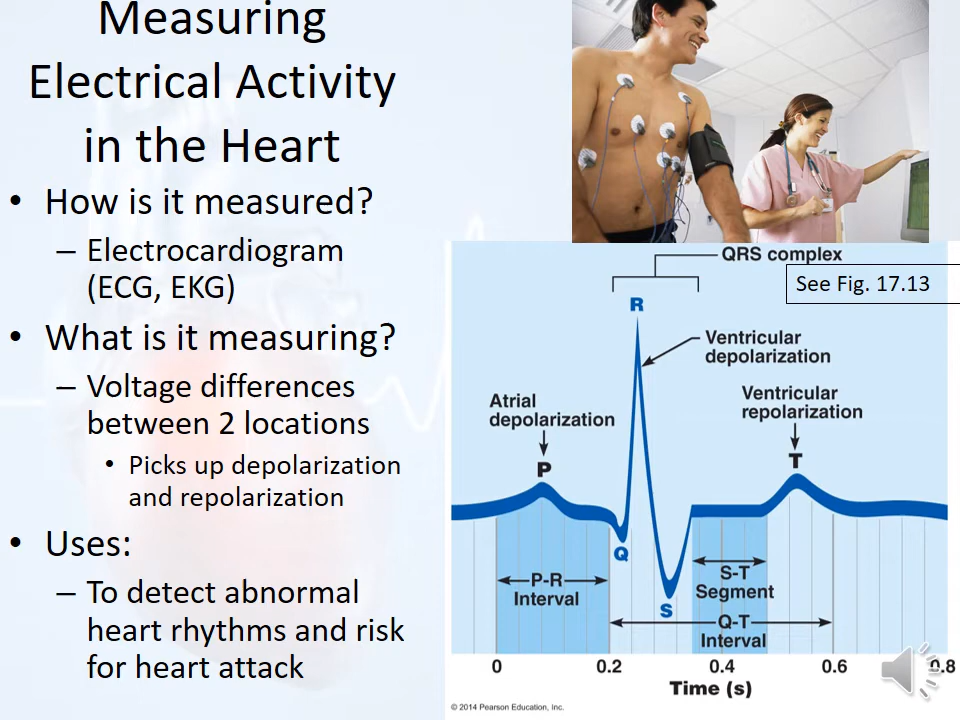 Measuring
Electrical Activity
in the Heart
• How is it measured?
– Electrocardiogram
(ECG, EKG)
• What is it measuring?
– Voltage differences
between 2 locations
• Picks up depolarization
and repolarization
• Uses:
– To detect abnormal
heart rhythms and risk
for heart attack
QRS complex
See Fig. 17.13
R
Ventricular
depolarization
Ventricular
repolarization
Atrial
depolarization
P
T
Q
S
P-R
Interval
S-T
Segment
Q-T
Interval
0 0.2 0.4 0.6 0.8
Time (s)
© 2014 Pearson Education, Inc.